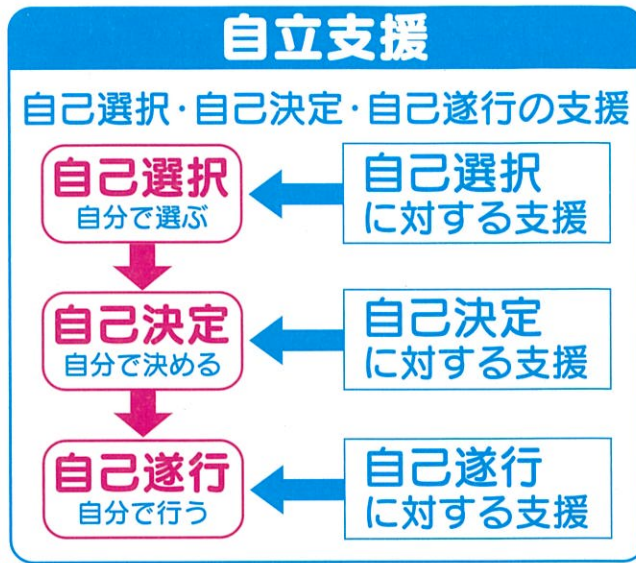 自立支援
自己選択・自己決定・自己遂行の支援
自己選択
自分で選ぶ
自己選択
に対する支援
自己決定
自分で決める
自己決定
に対する支援
自己遂行
自分で行う
自己遂行
に対する支援